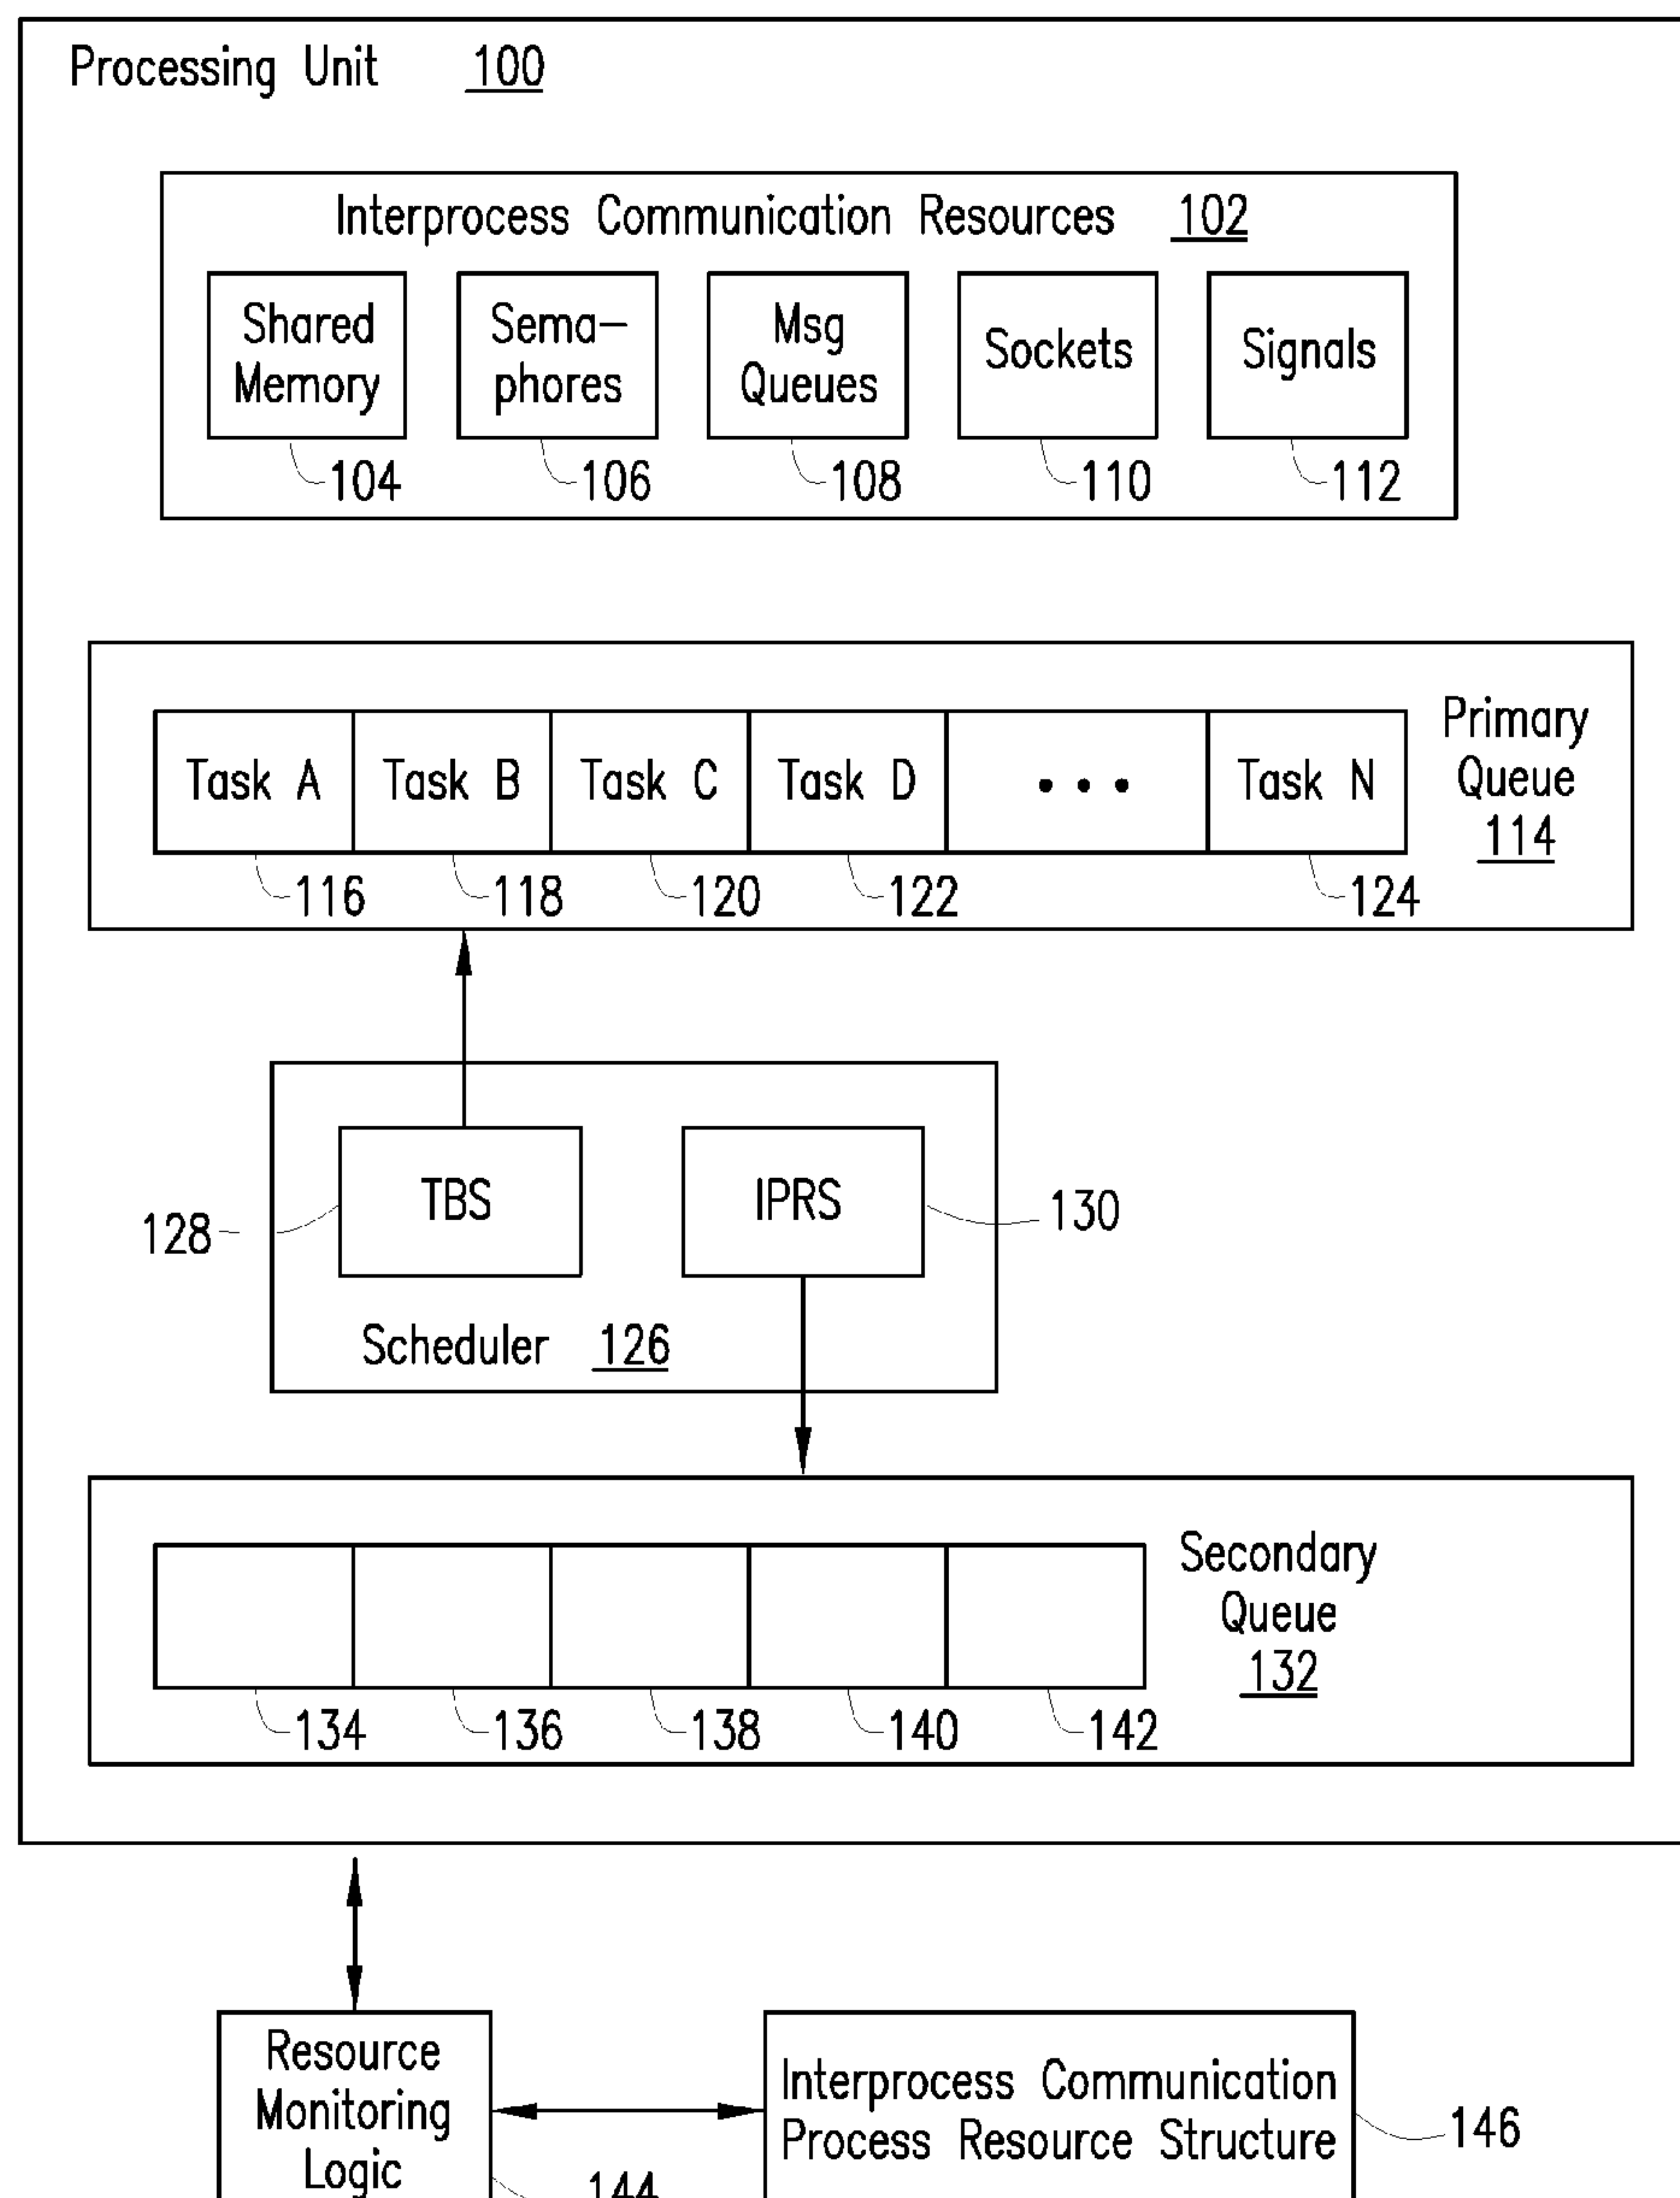 Processing Unit 100
Interprocess Communication Resources 102
Shared
Memory
Sema-
phores
Msg
Queues
Sockets
Signals
104
106
108
110
112
Task A
Task B
Task C
Task D
• • •
Task N
Primary
Queue
114
116
118
120
122
124
TBS
IPRS
128
130
Scheduler 126
Secondary
Queue
132
134
136
138
140
142
Resource
Monitoring
Logic
144
Interprocess Communication
Process Resource Structure
146